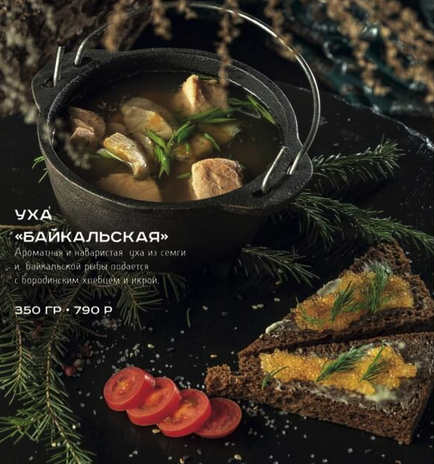 УХА
«БАЙКАЛЬСКАЯ»
Ароматная и наваристая уха из семги
и байкальской рыбы подается
с бородинским хлебцем и икрой.
350 ГР • 790 Р